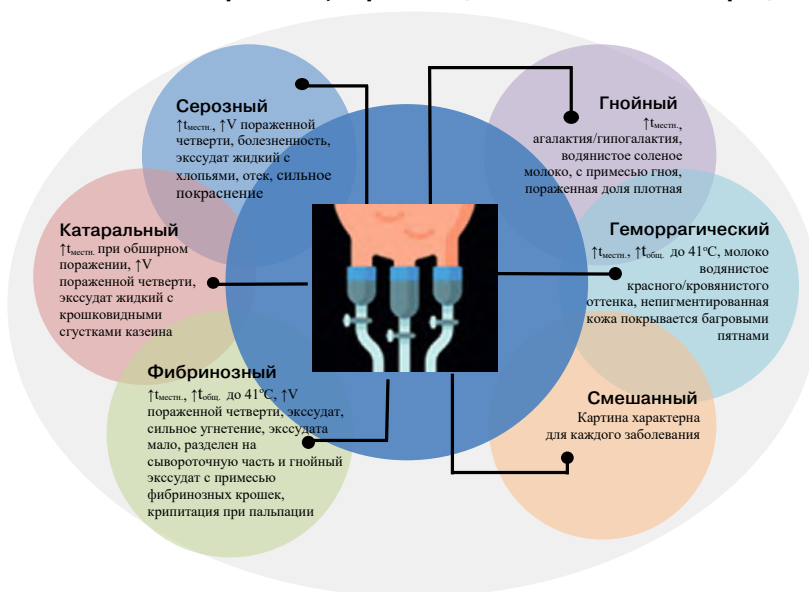 Серозный
↑tместн., ↑V пораженной
четверти, болезненность,
экссудат жидкий с
хлопьями, отек, сильное
покраснение
Катаральный
↑tместн. при обширном
поражении, ↑V
пораженной четверти,
экссудат жидкий с
крошковидными
сгустками казеина
Фибринозный
↑tместн., ↑tобщ. до 41°С, ↑V
пораженной четверти, экссудат,
сильное угнетение, экссудата
мало, разделен на
сывороточную часть и гнойный
экссудат с примесью
фибринозных крошек,
крипитация при пальпации
Гнойный
↑tместн.,
агалактия/гипогалактия,
водянистое соленое
молоко, с примесью гноя,
пораженная доля плотная
Геморрагический
↑tместн., ↑tобщ. до 41°С, молоко
водянистое
красного/кровянистого
оттенка, непигментированная
кожа покрывается багровыми
пятнами
Смешанный
Картина характерна
для каждого заболевания